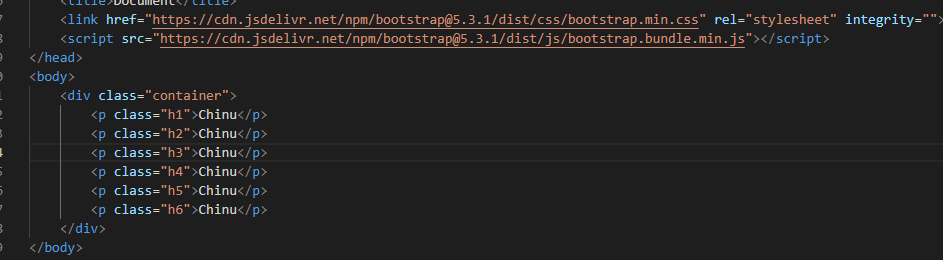 <title>Document</title>
<link href="https://cdn.jsdelivr.net/npm/bootstrap@5.3.1/dist/css/bootstrap.min.css" rel="stylesheet" integrity="">
<script src="https://cdn.jsdelivr.net/npm/bootstrap@5.3.1/dist/js/bootstrap.bundle.min.js"></script>
</head>
<body>
<div class="container">
<p class="h1">Chinu</p>
<p class="h2">Chinu</p>
<p class="h3">Chinu</p>
<p class="h4">Chinu</p>
<p class="h5">Chinu</p>
<p class="h6">Chinu</p>
</div>
</body>